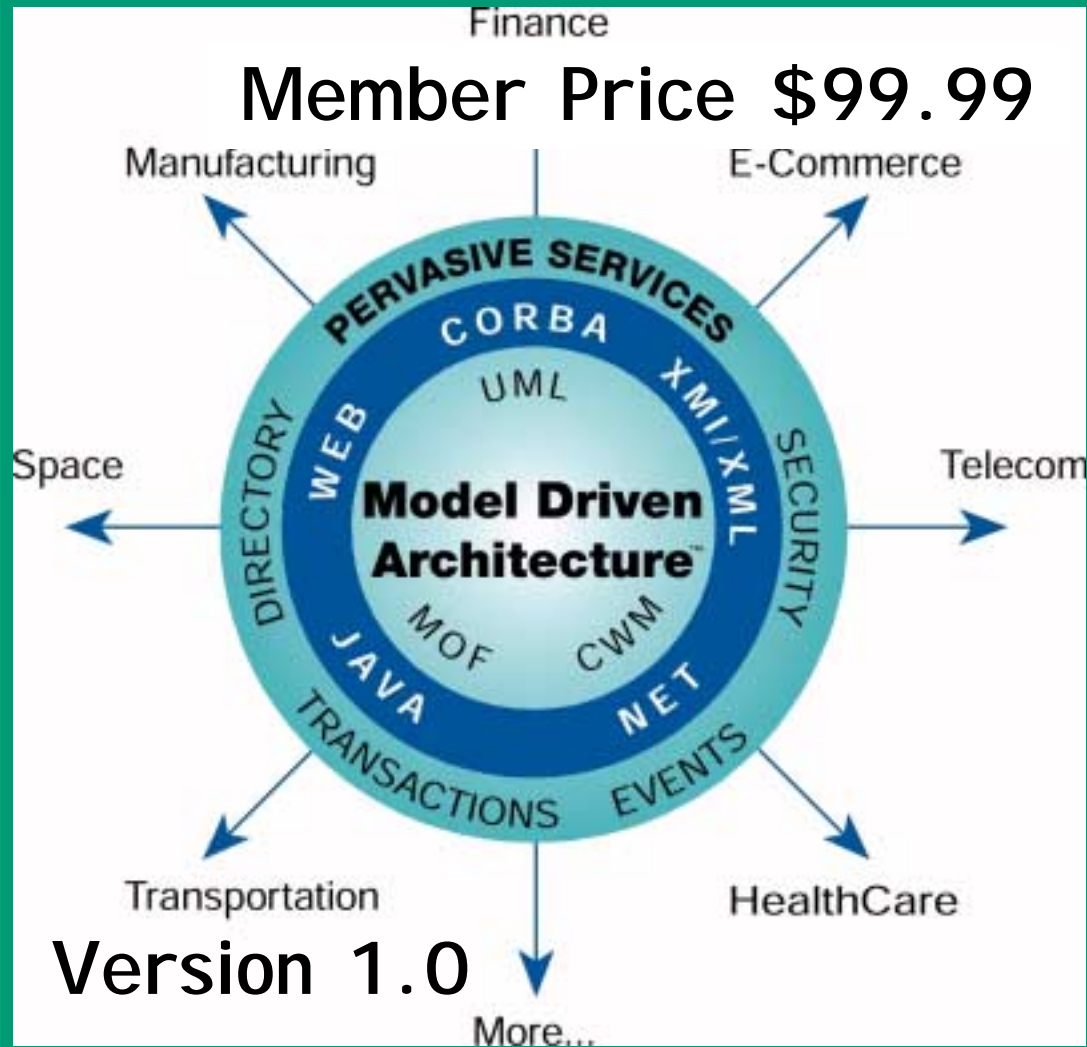 Finance
Member Price $99.99
Manufacturing
E-Commerce
PERVASIVE SERVICES
CORBA
XMI/XML
WEB
UML
DIRECTORY
SECURITY
Space
Telecom
Model Driven
Architecture™
MOF
CWM
JAVA
NET
TRANSACTIONS
EVENTS
Transportation
HealthCare
Version 1.0
More...